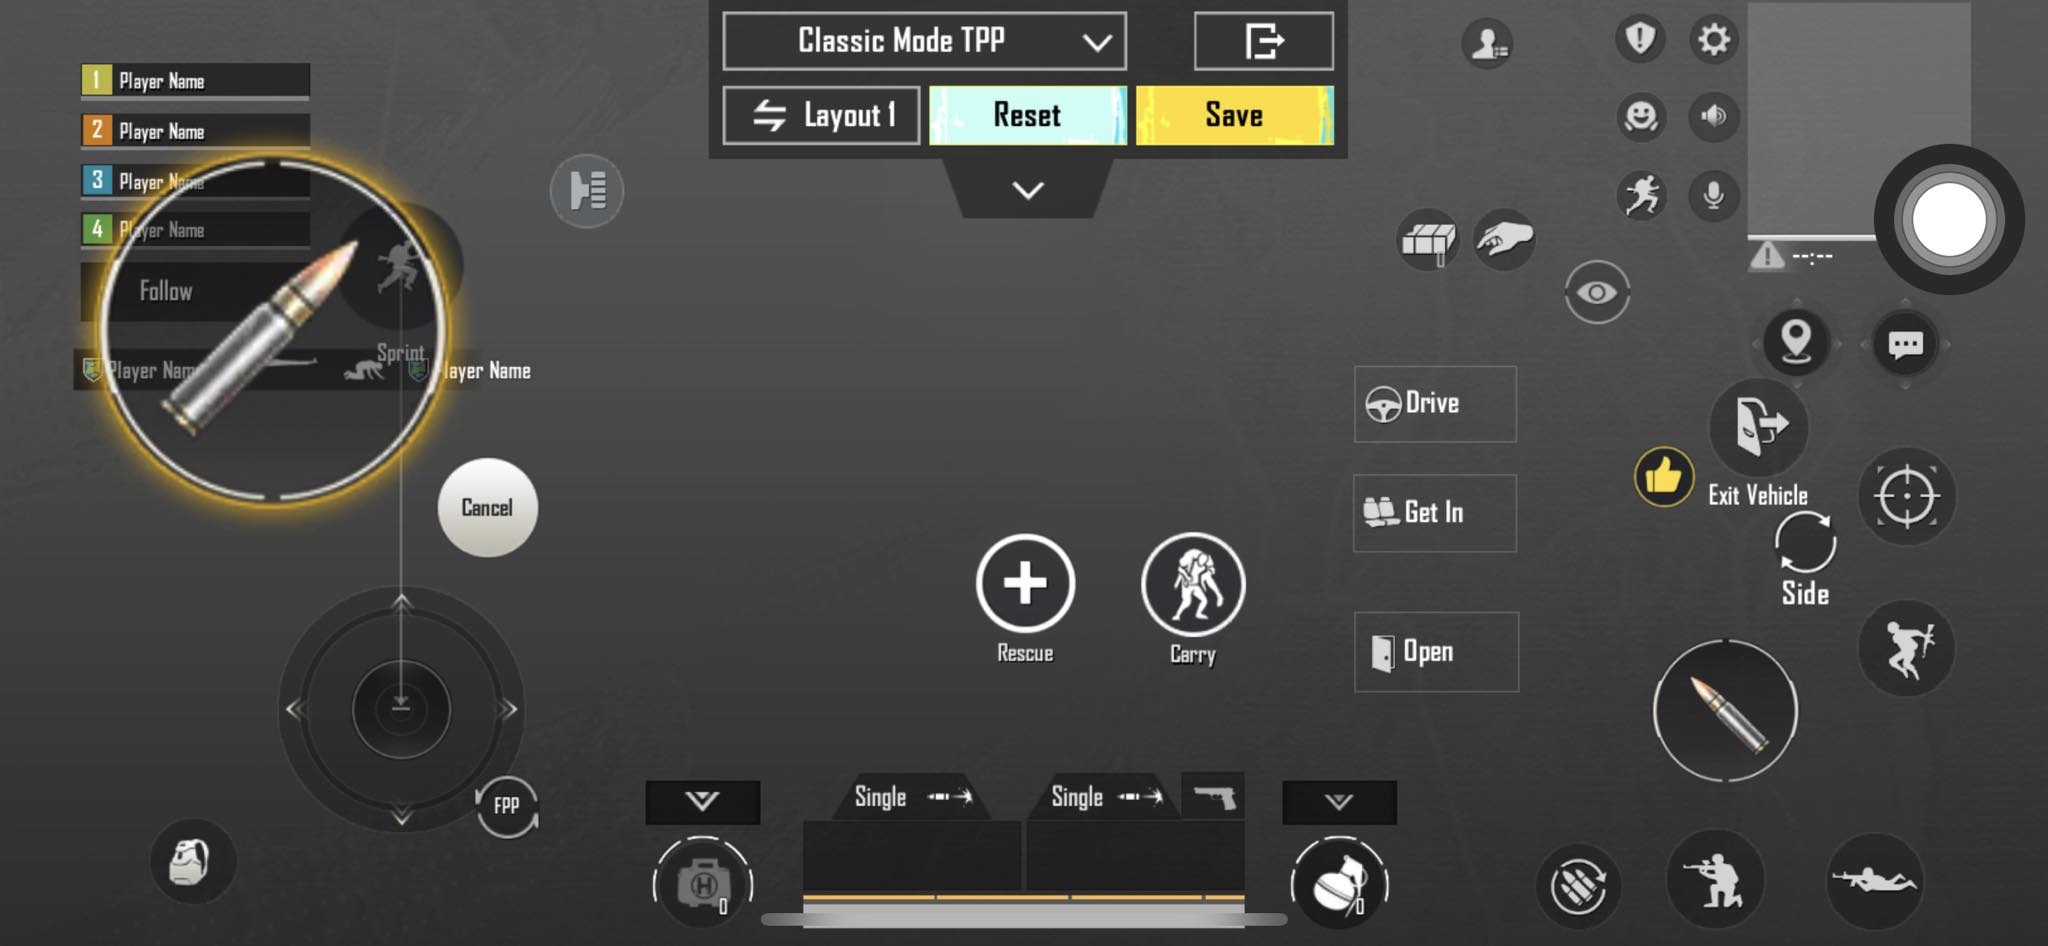 Classic Mode TPP
Layout 1
Reset
Save
1 Player Name
2 Player Name
3 Player Name
4 Player Name
Follow
Sprint
Player Name
Player Name
--:--
Cancel
Drive
Get In
Open
Exit Vehicle
Side
Rescue
Carry
FPP
Single
Single
H
0
0